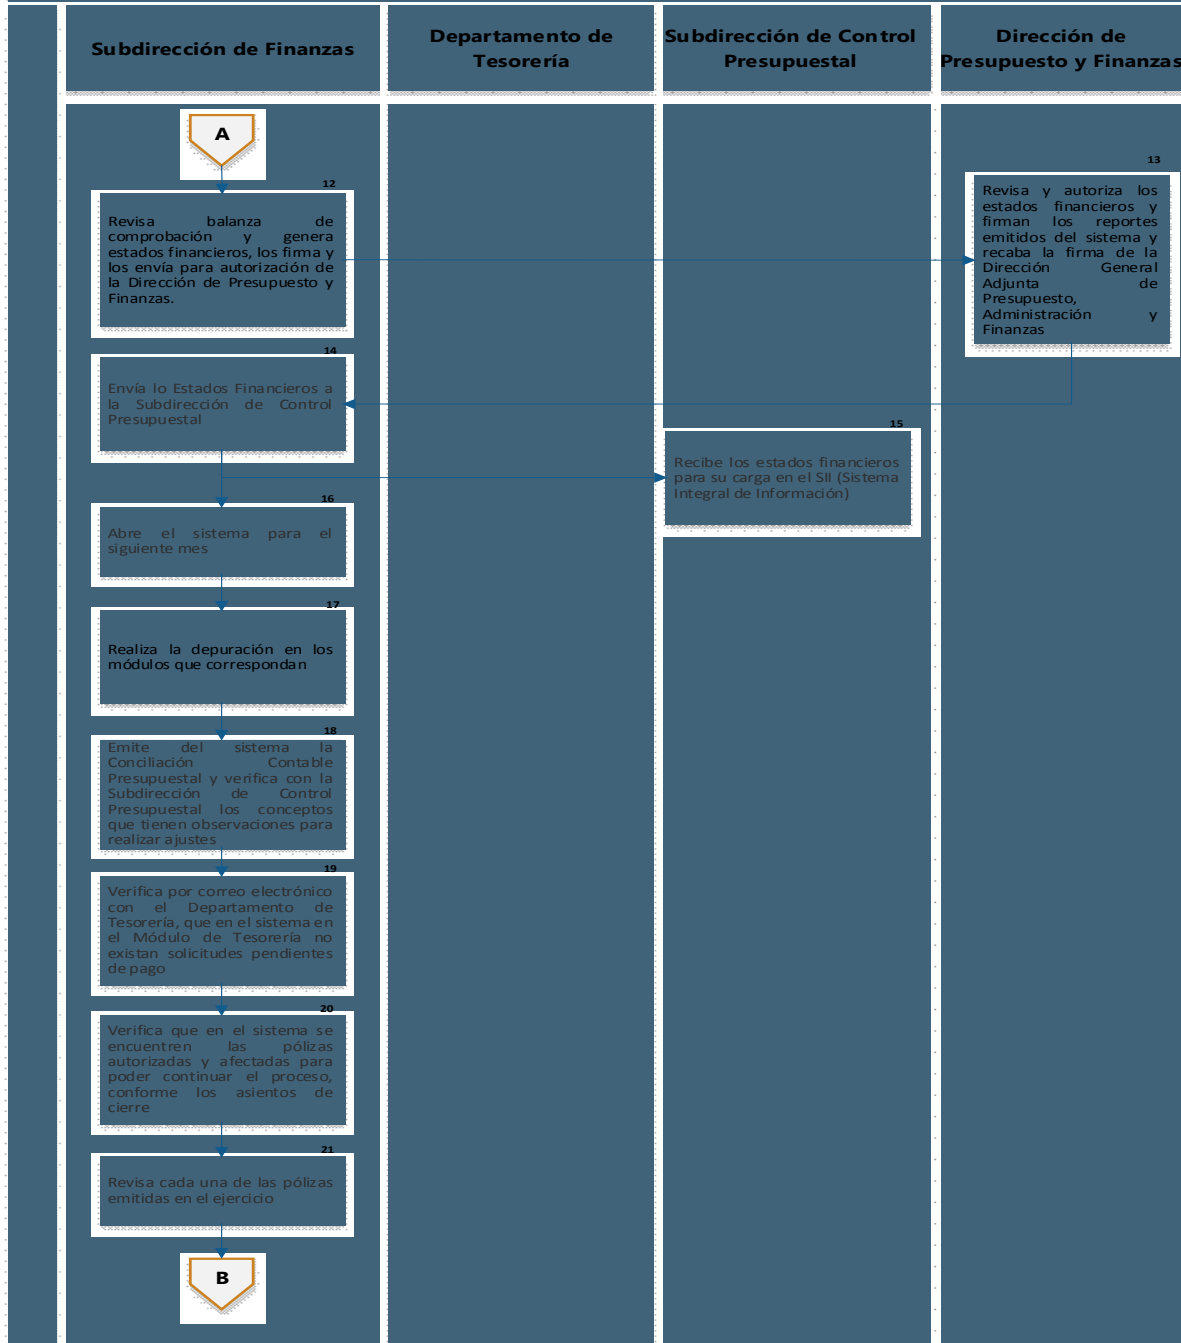 Subdirección de Finanzas
Departamento de
Tesorería
Subdirección de Control
Presupuestal
Dirección de
Presupuesto y Finanzas
A
12
Revisa balanza de
comprobación y genera
estados financieros, los firma y
los envía para autorización de
la Dirección de Presupuesto y
Finanzas.
13
Revisa y autoriza los
estados financieros y
firman los reportes
emitidos del sistema y
recaba la firma de la
Dirección General
Adjunta de
Presupuesto,
Administración y
Finanzas
14
Envía lo Estados Financieros a
la Subdirección de Control
Presupuestal
15
Recibe los estados financieros
para su carga en el SII (Sistema
Integral de Información)
16
Abre el sistema para el
siguiente mes
17
Realiza la depuración en los
módulos que correspondan
18
Emite del sistema la
Conciliación Contable
Presupuestal y verifica con la
Subdirección de Control
Presupuestal los conceptos
que tienen observaciones para
realizar ajustes
19
Verifica por correo electrónico
con el Departamento de
Tesorería, que en el sistema en
el Módulo de Tesorería no
existan solicitudes pendientes
de pago
20
Verifica que en el sistema se
encuentren las pólizas
autorizadas y afectadas para
poder continuar el proceso,
conforme los asientos de
cierre
21
Revisa cada una de las pólizas
emitidas en el ejercicio
B